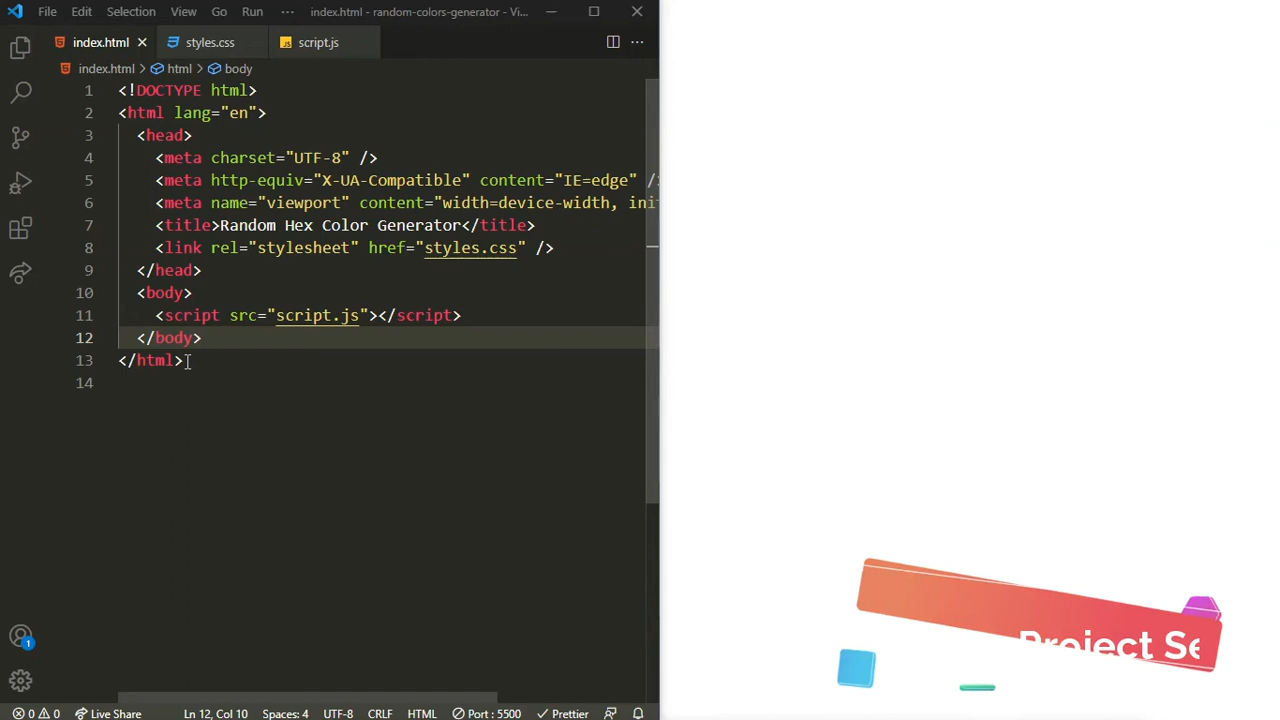 File Edit Selection View Go Run ··· index.html - random-colors-generator - Vi...
index.html styles.css script.js
index.html > html > body
1 <!DOCTYPE html>
2 <html lang="en">
3 <head>
4 <meta charset="UTF-8" />
5 <meta http-equiv="X-UA-Compatible" content="IE=edge" />
6 <meta name="viewport" content="width=device-width, ini
7 <title>Random Hex Color Generator</title>
8 <link rel="stylesheet" href="styles.css" />
9 </head>
10 <body>
11 <script src="script.js"></script>
12 </body>
13 </html>
14
Project Se
1
0 0 Live Share Ln 12, Col 10 Spaces: 4 UTF-8 CRLF HTML Port : 5500 Prettier